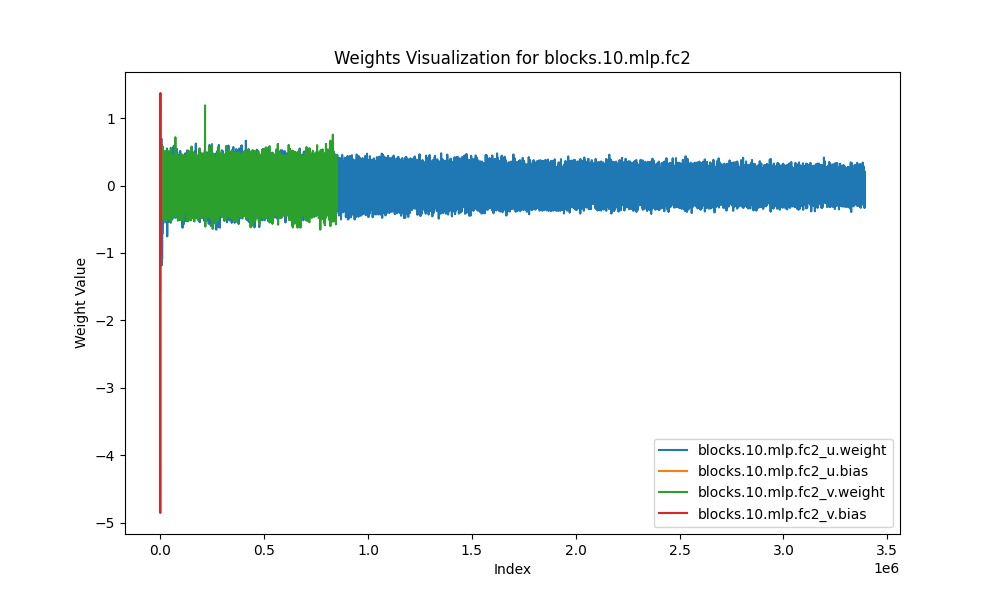 Weights Visualization for blocks.10.mlp.fc2
Weight Value
1
0
−1
−2
−3
−4
−5
blocks.10.mlp.fc2_u.weight
blocks.10.mlp.fc2_u.bias
blocks.10.mlp.fc2_v.weight
blocks.10.mlp.fc2_v.bias
0.0 0.5 1.0 1.5 2.0 2.5 3.0 3.5
1e6
Index